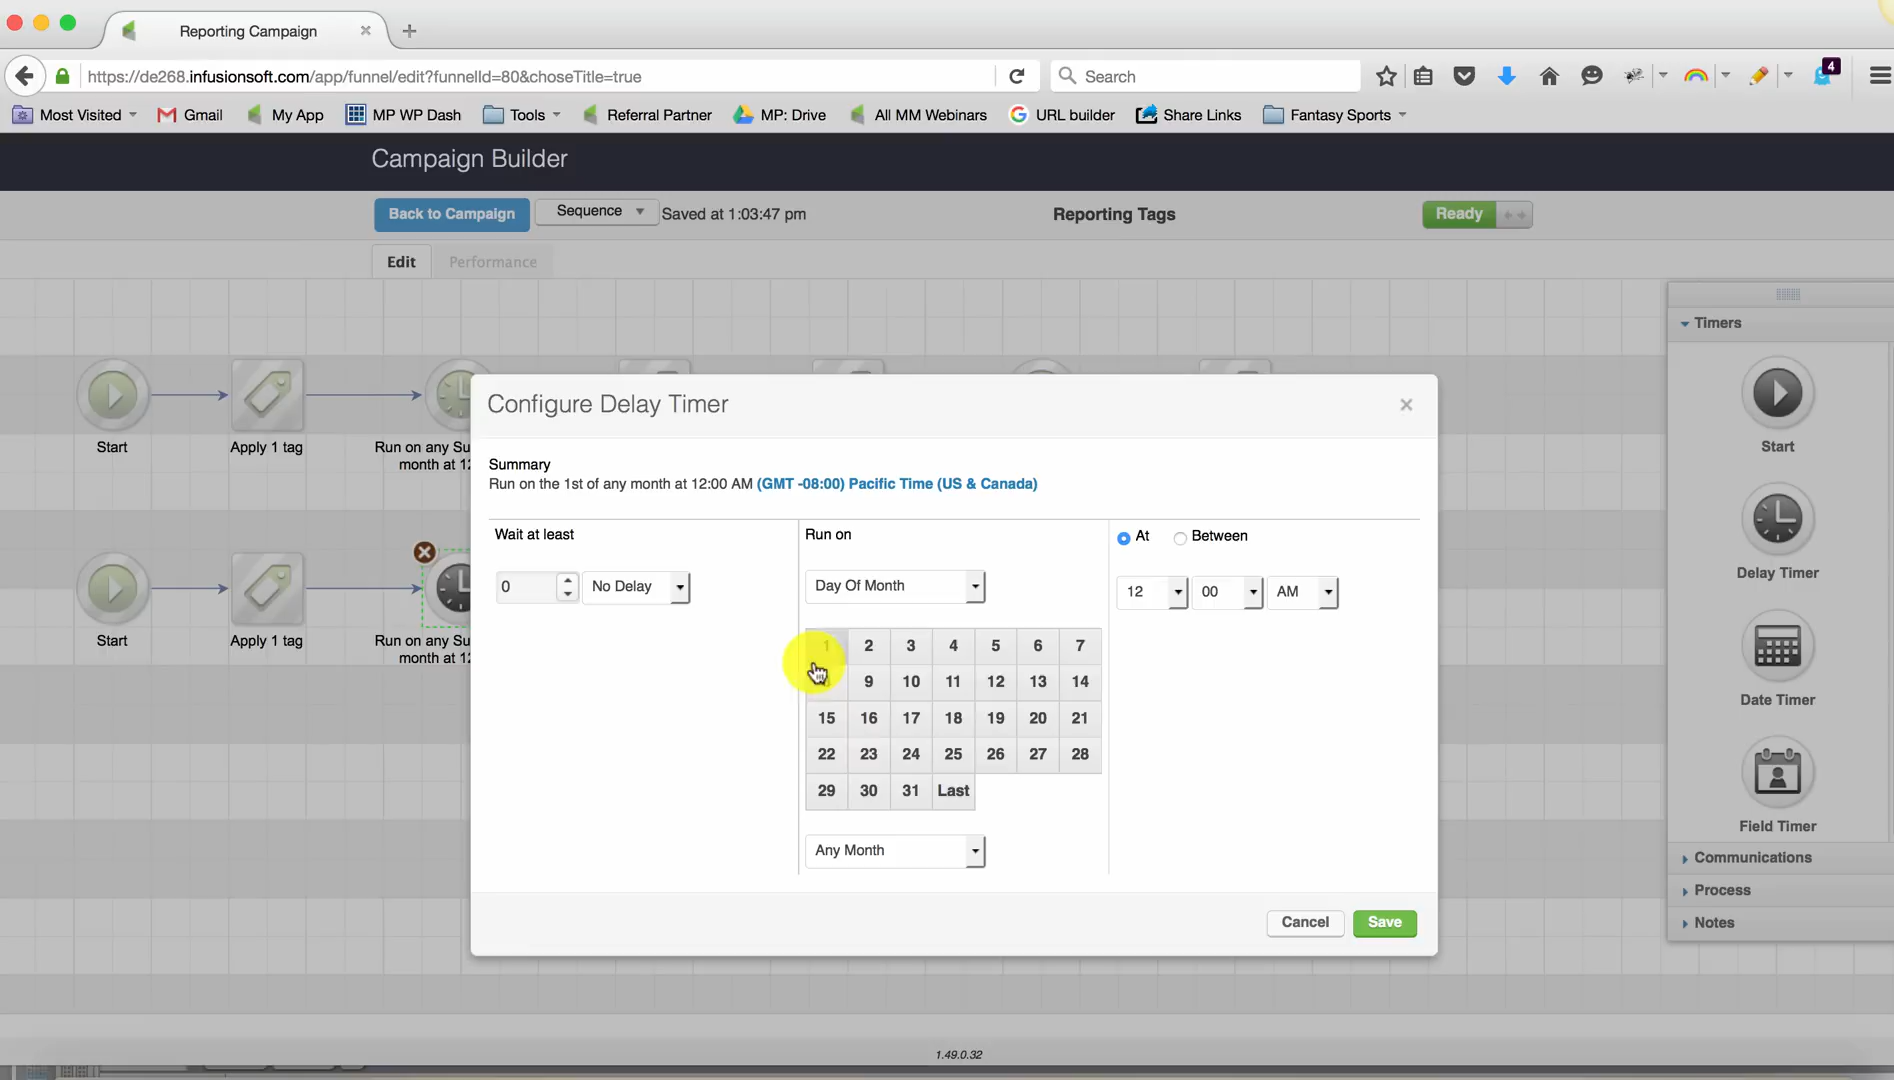 Reporting Campaign
4
https://de268.infusionsoft.com/app/funnel/edit?funnelId=80&choseTitle=true
Search
Most Visited
Gmail
My App
MP WP Dash
Tools
Referral Partner
MP: Drive
All MM Webinars
URL builder
Share Links
Fantasy Sports
Campaign Builder
Back to Campaign
Sequence
Saved at 1:03:47 pm
Reporting Tags
Ready
Edit
Performance
Timers
Start
Apply 1 tag
Run on any Su
month at 12
Start
Apply 1 tag
Run on any Su
month at 12
Configure Delay Timer
Summary
Run on the 1st of any month at 12:00 AM (GMT -08:00) Pacific Time (US & Canada)
Wait at least
0
No Delay
Run on
Day Of Month
1 2 3 4 5 6 7
9 10 11 12 13 14
15 16 17 18 19 20 21
22 23 24 25 26 27 28
29 30 31 Last
Any Month
At
Between
12
00
AM
Cancel
Save
Start
Delay Timer
Date Timer
Field Timer
Communications
Process
Notes
1.49.0.32